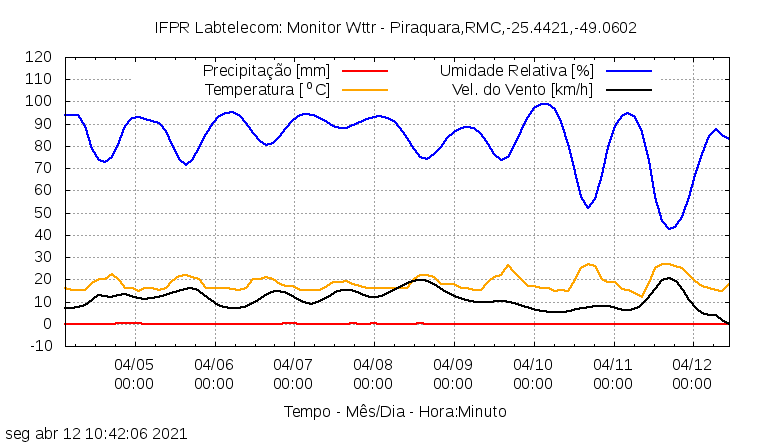 IFPR Labtelecom: Monitor Wttr - Piraquara,RMC,-25.4421,-49.0602
120
110
100
90
80
70
60
50
40
30
20
10
0
-10
Precipitação [mm]
Temperatura [⁰C]
Umidade Relativa [%]
Vel. do Vento [km/h]
04/05 04/06 04/07 04/08 04/09 04/10 04/11 04/12
00:00 00:00 00:00 00:00 00:00 00:00 00:00 00:00
Tempo - Mês/Dia - Hora:Minuto
seg abr 12 10:42:06 2021